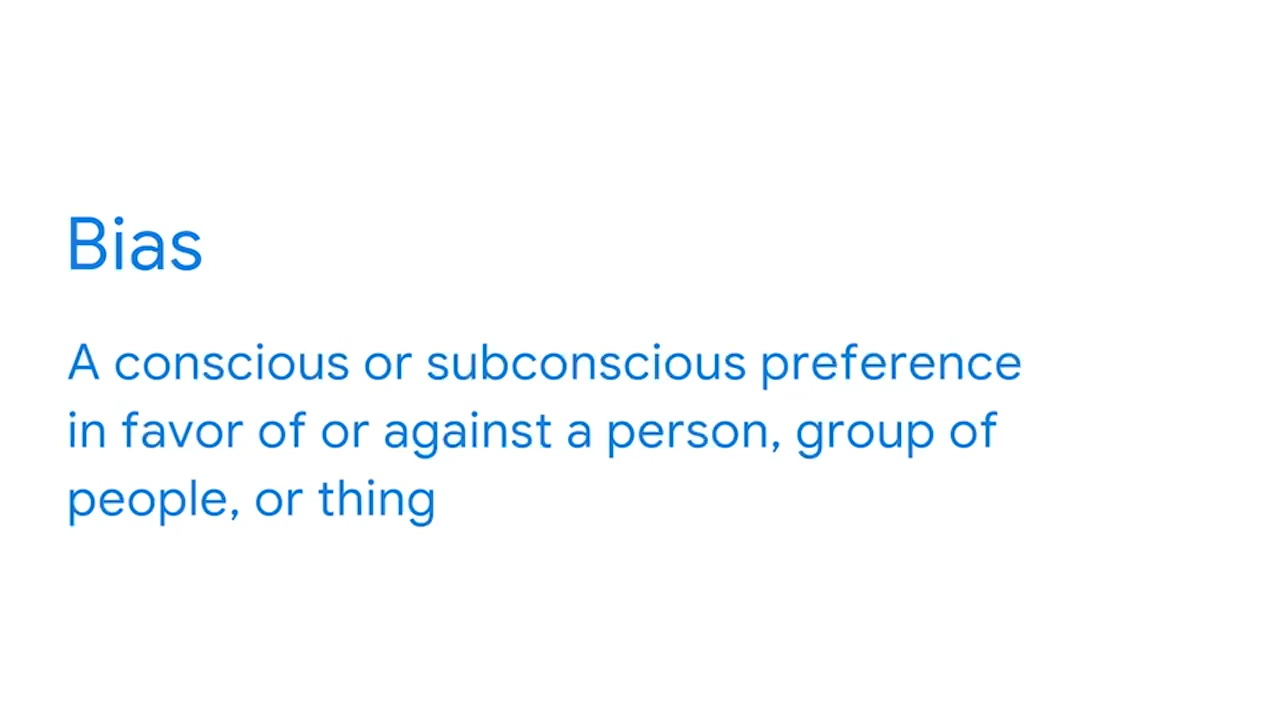 Bias
A conscious or subconscious preference
in favor of or against a person, group of
people, or thing